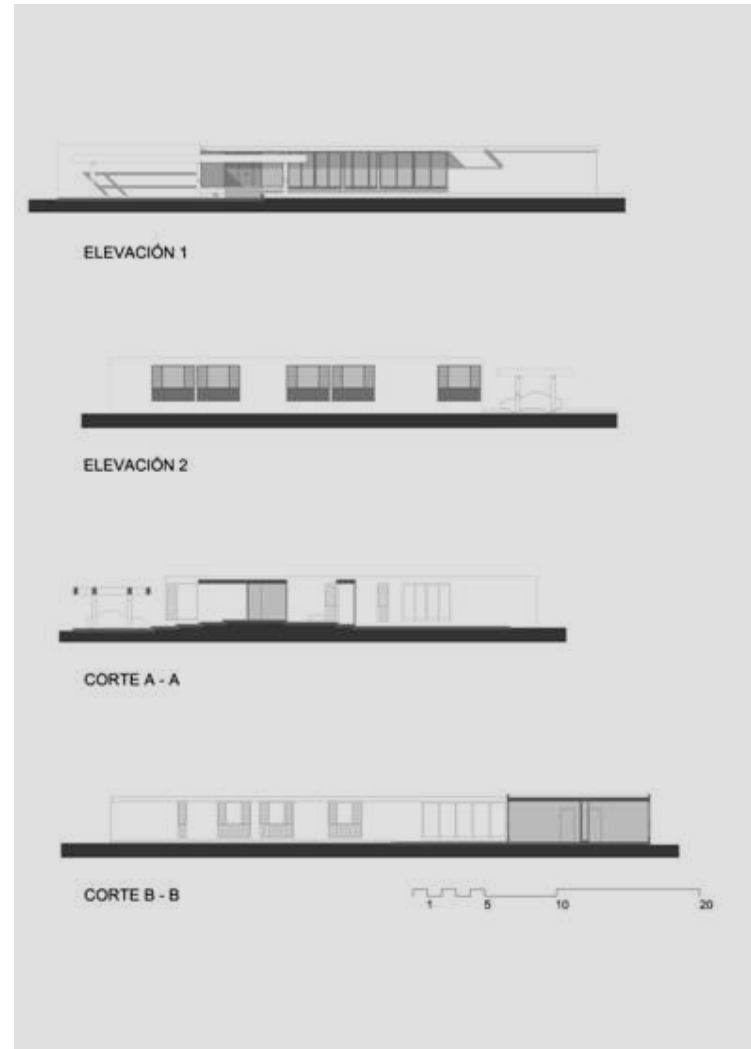 ELEVACIÓN 1
ELEVACIÓN 2
CORTE A - A
CORTE B - B
1 5 10 20